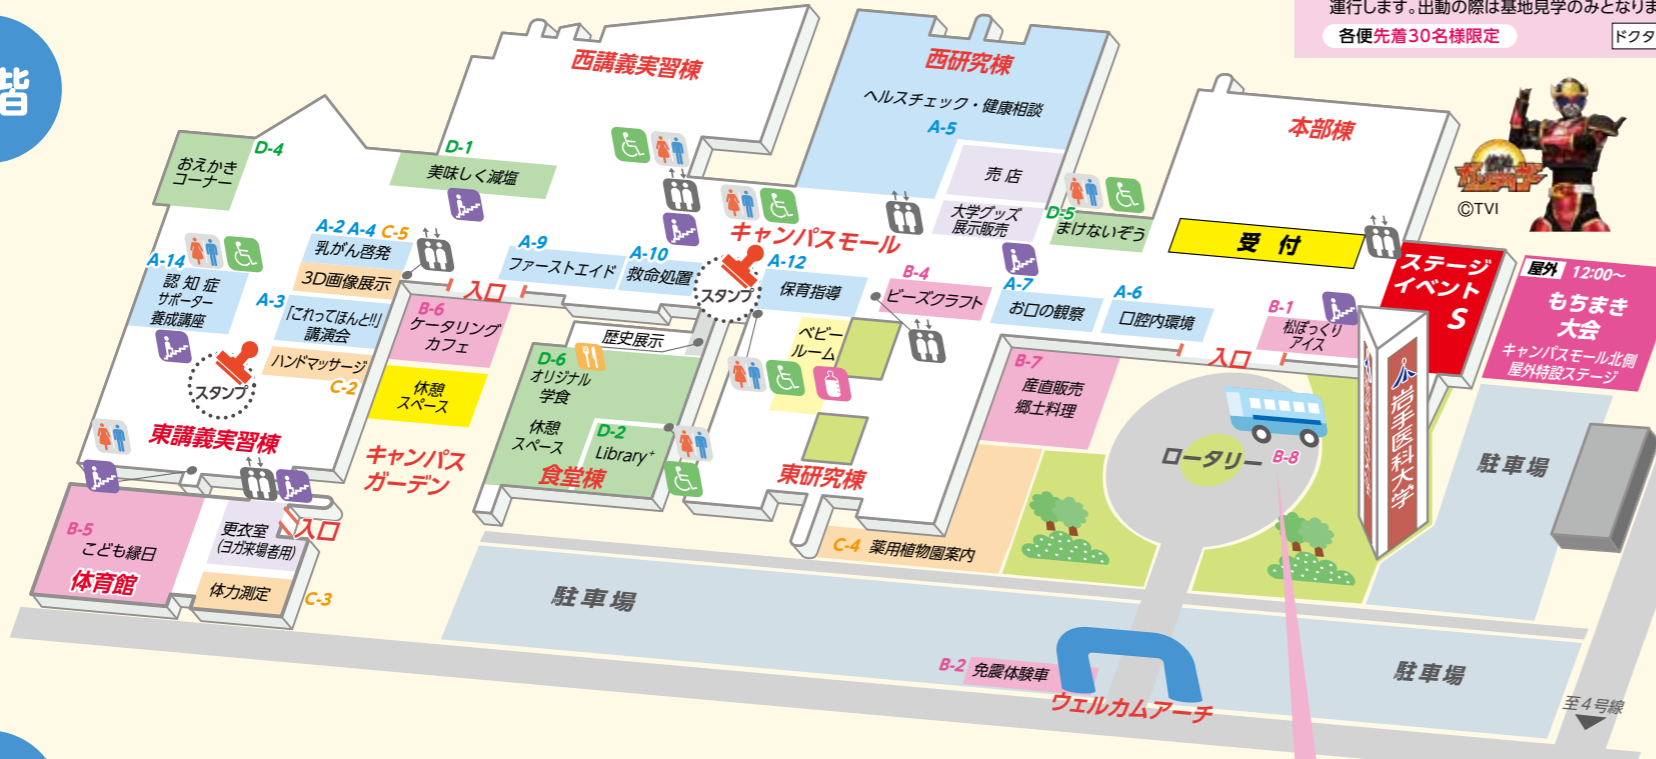 階
運行します。出動の際は基地見学のみとなりま
各便先着30名様限定
ドクタ
西講義実習棟
西研究棟
ヘルスチェック・健康相談
A-5
本部棟
©TVI
おえかき
コーナー
D-4
D-1
美味しく減塩
売店
大学グッズ
展示販売
D-5
まけないぞう
受付
ステージ
イベント
S
屋外 12:00～
もちまき
大会
キャンパスモール北側
屋外特設ステージ
A-2 A-4 C-5
乳がん啓発
3D画像展示
A-14
認知症
サポーター
養成講座
A-3
「これってほんと!!」
講演会
ハンドマッサージ
C-2
スタンプ
東講義実習棟
A-9
ファーストエイド
A-10
救命処置
キャンパスモール
スタンプ
A-12
保育指導
B-4
ビーズクラフト
A-7
お口の観察
A-6
口腔内環境
B-1
松ぼっくり
アイス
入口
入口
B-6
ケータリング
カフェ
休憩
スペース
キャンパス
ガーデン
歴史展示
D-6
オリジナル
学食
休憩
スペース
D-2
Library+
食堂棟
ベビー
ルーム
東研究棟
B-7
産直販売
郷土料理
ロータリー
B-8
岩手医科大学
駐車場
B-5
こども縁日
体育館
更衣室
(ヨガ来場者用)
入口
体力測定
C-3
C-4 薬用植物園案内
駐車場
B-2 免震体験車
ウェルカムアーチ
駐車場
至4号線